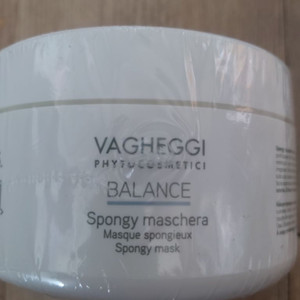 VAGHEGGI
PHYTOCOSMETICI
BALANCE
Spongy maschera
Masque spongieux
Spongy mask